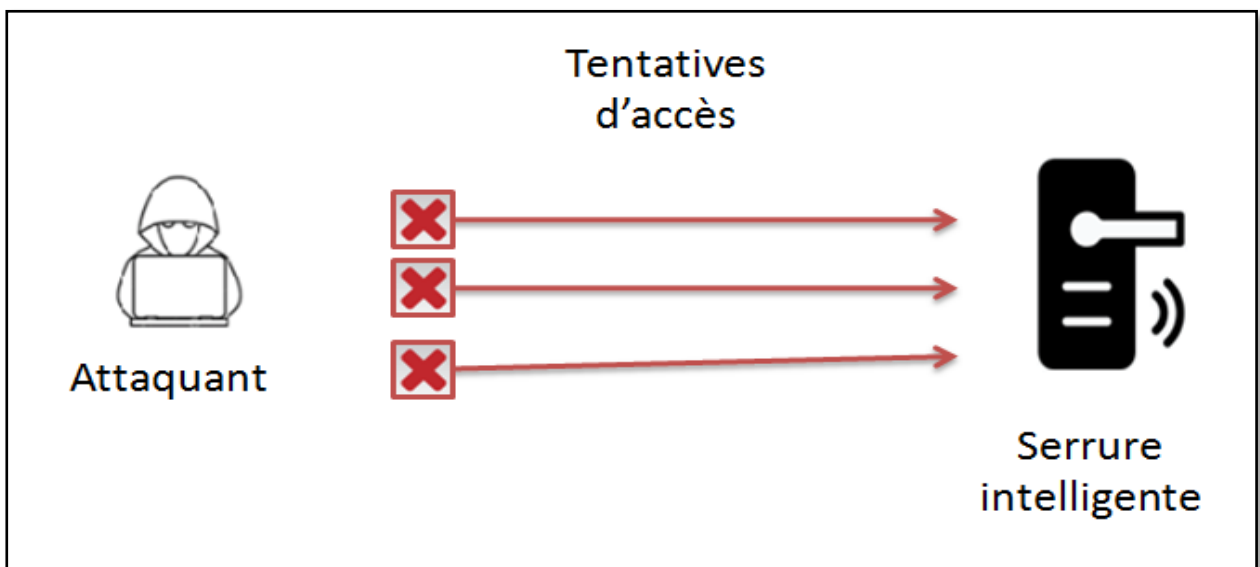 Tentatives
d'accès
Attaquant
Serrure
intelligente